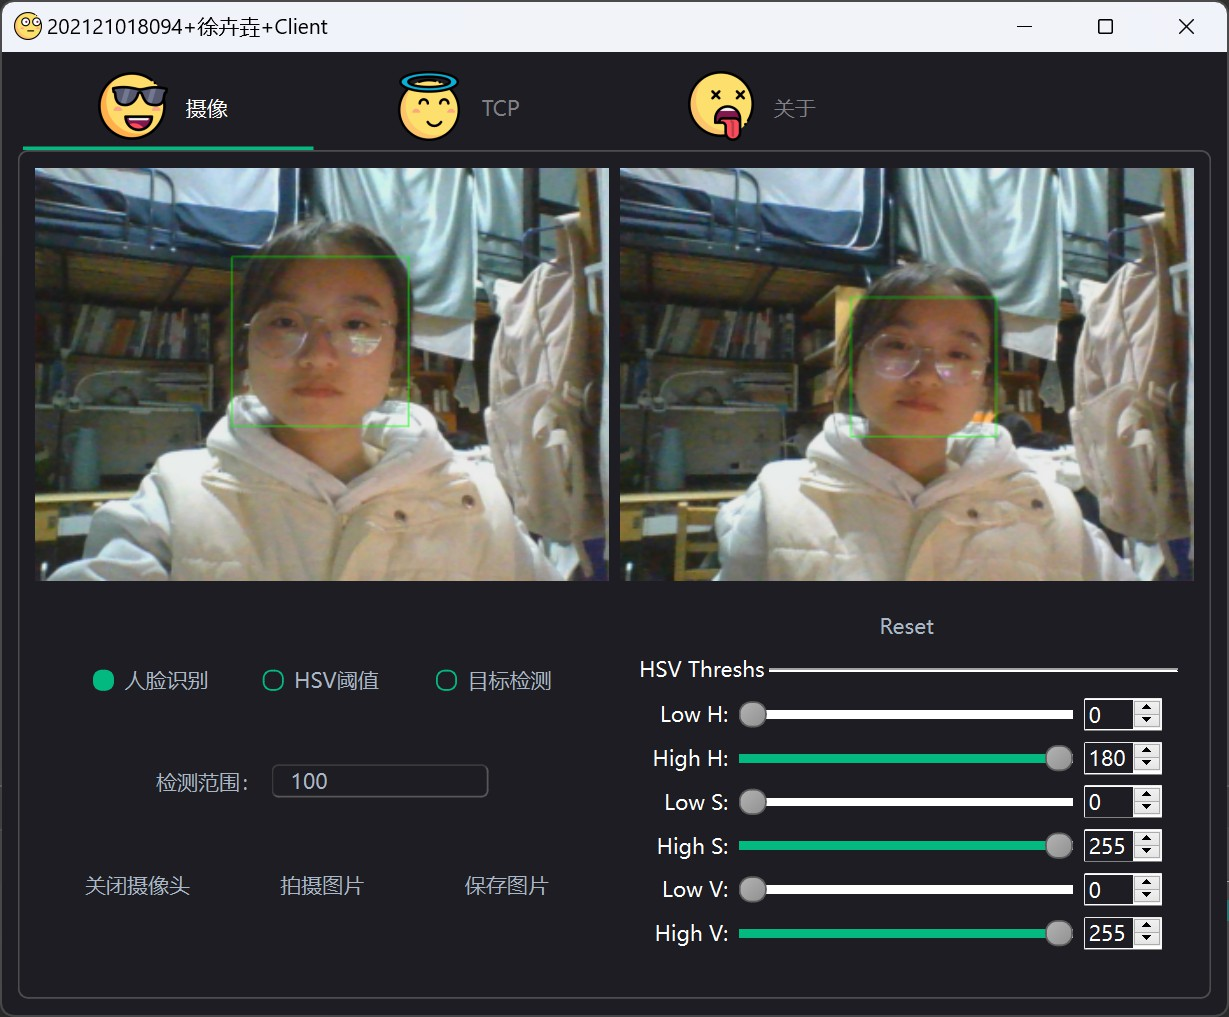 202121018094+徐卉垚+Client
摄像
TCP
关于
Reset
人脸识别
HSV阈值
目标检测
检测范围：
100
关闭摄像头
拍摄图片
保存图片
HSV Threshs
Low H:
0
High H:
180
Low S:
0
High S:
255
Low V:
0
High V:
255